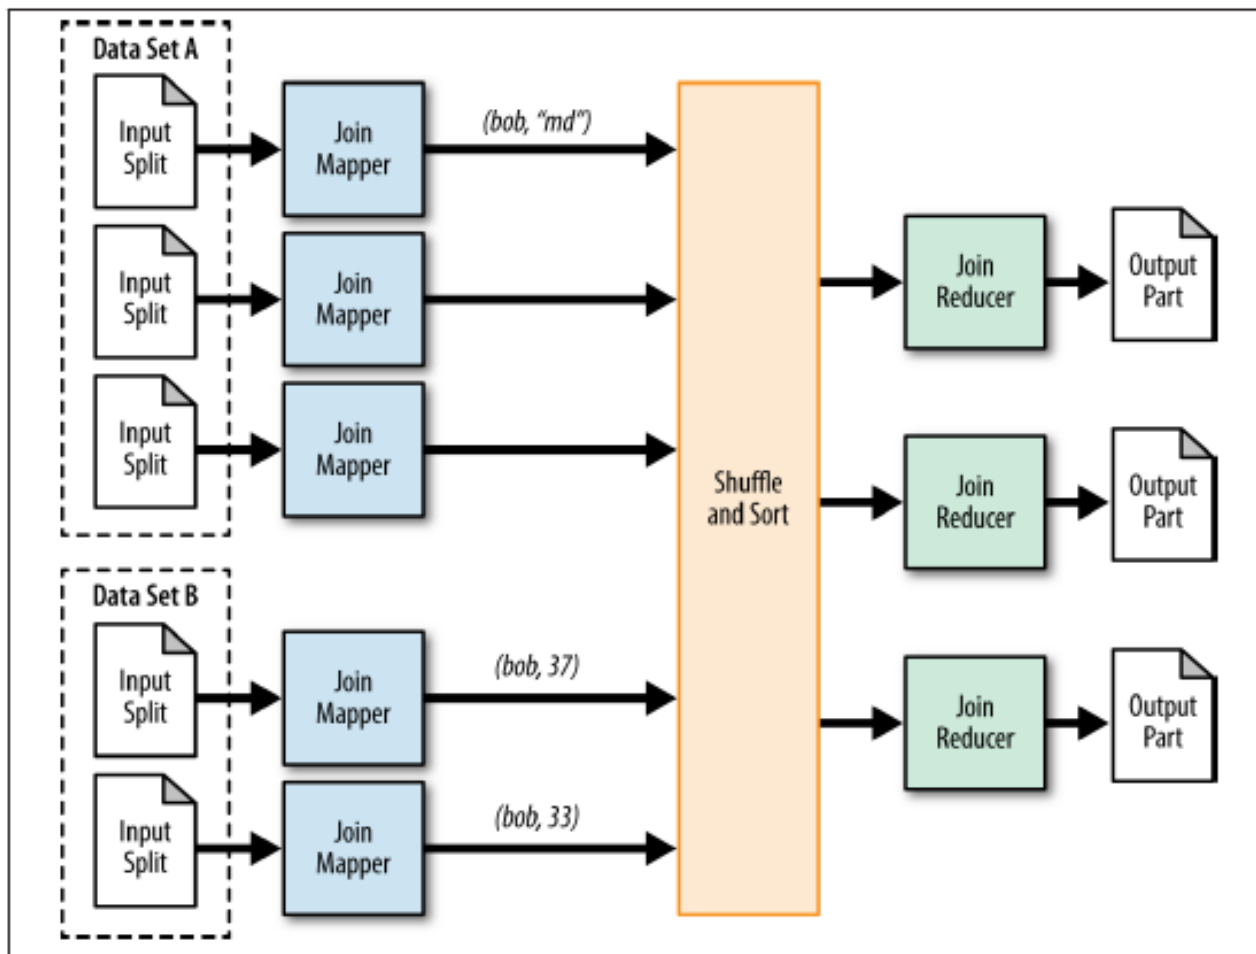 Data Set A
Input
Split
Join
Mapper
(bob, “md”)
Input
Split
Join
Mapper
Input
Split
Join
Mapper
Data Set B
Input
Split
Join
Mapper
(bob, 37)
Input
Split
Join
Mapper
(bob, 33)
Shuffle
and Sort
Join
Reducer
Output
Part
Join
Reducer
Output
Part
Join
Reducer
Output
Part